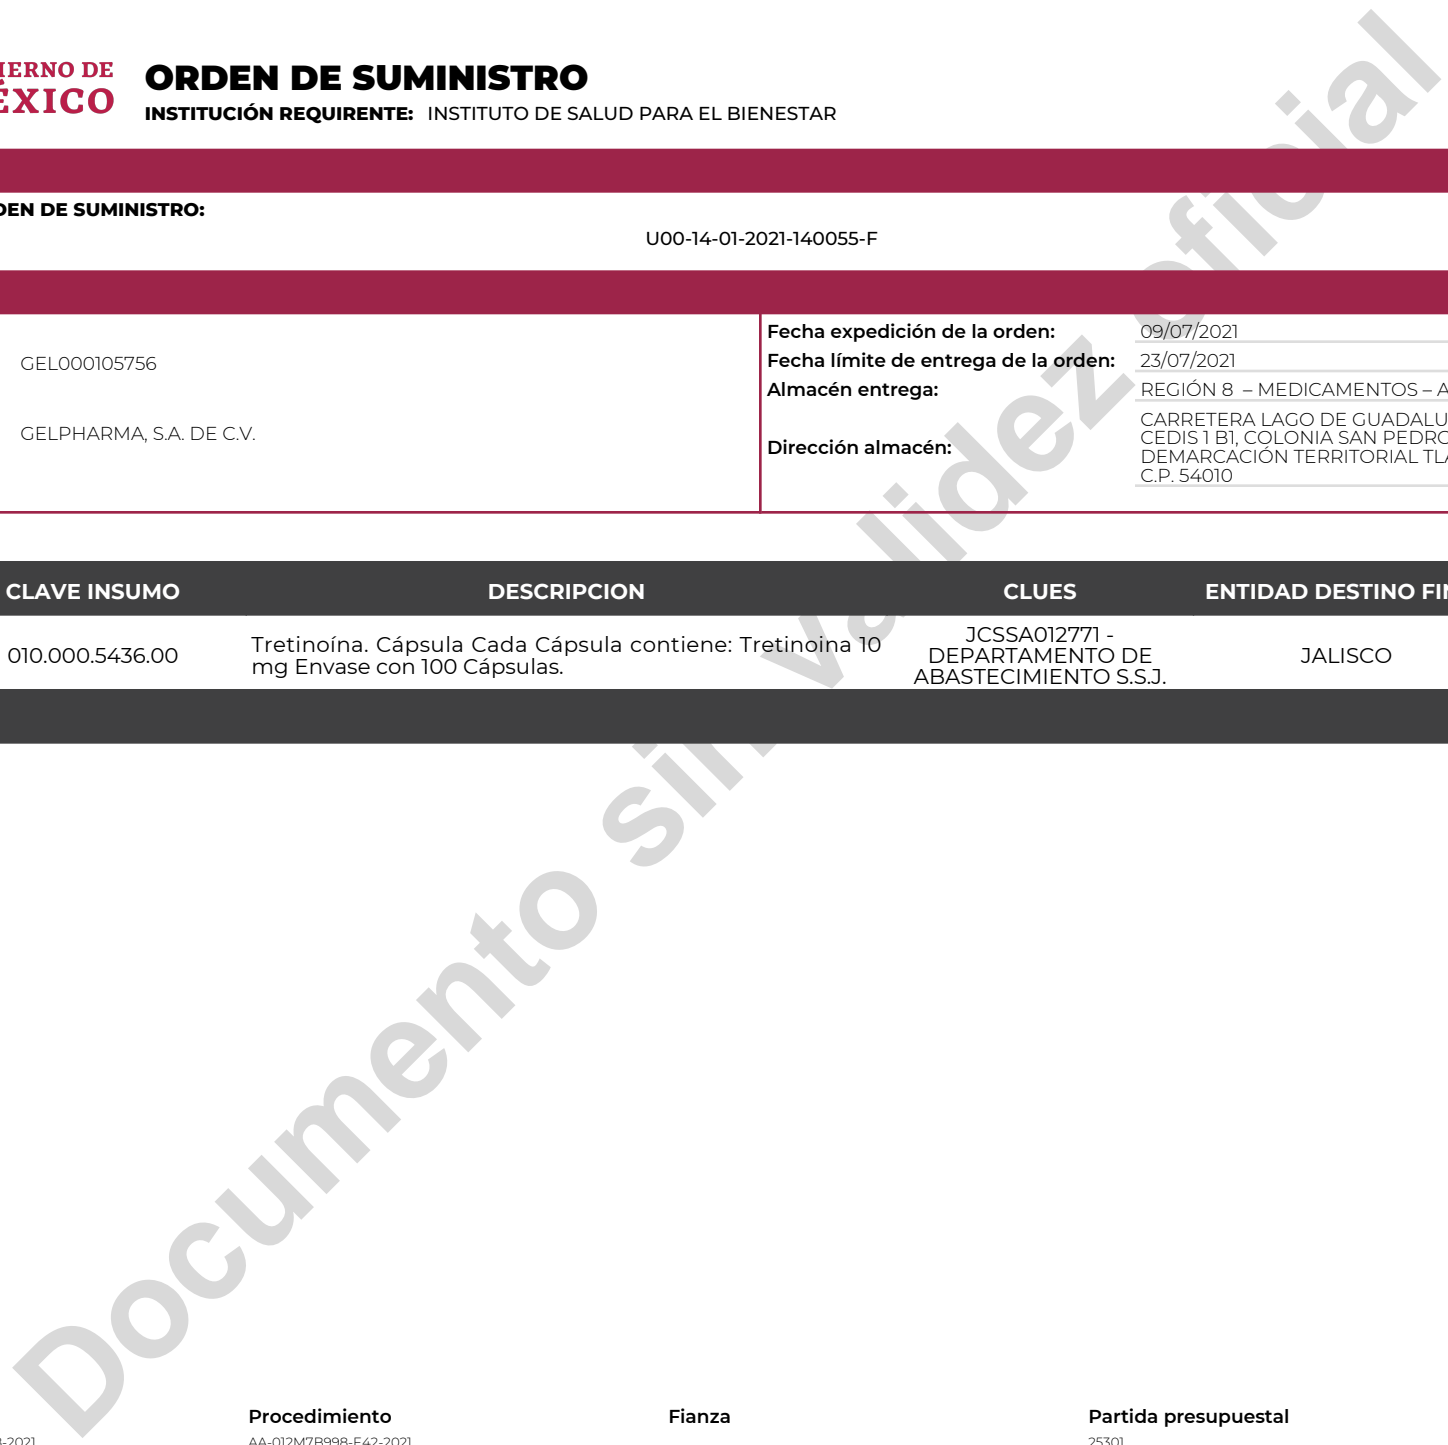 IERNO DE
ÉXICO
ORDEN DE SUMINISTRO
INSTITUCIÓN REQUIRENTE: INSTITUTO DE SALUD PARA EL BIENESTAR
DEN DE SUMINISTRO:
U00-14-01-2021-140055-F
GEL000105756
GELPHARMA, S.A. DE C.V.
Fecha expedición de la orden: 09/07/2021
Fecha límite de entrega de la orden: 23/07/2021
Almacén entrega: REGIÓN 8 – MEDICAMENTOS – A
Dirección almacén:
CARRETERA LAGO DE GUADALU
CEDIS 1 B1, COLONIA SAN PEDRO
DEMARCACIÓN TERRITORIAL TLA
C.P. 54010
CLAVE INSUMO DESCRIPCION CLUES ENTIDAD DESTINO FIN
010.000.5436.00
Tretinoína. Cápsula Cada Cápsula contiene: Tretinoina 10
mg Envase con 100 Cápsulas.
JCSSA012771 -
DEPARTAMENTO DE
ABASTECIMIENTO S.S.J.
JALISCO
Documento sin validez oficial
Procedimiento Fianza Partida presupuestal
-2021 AA-012M7B998-E42-2021 25301